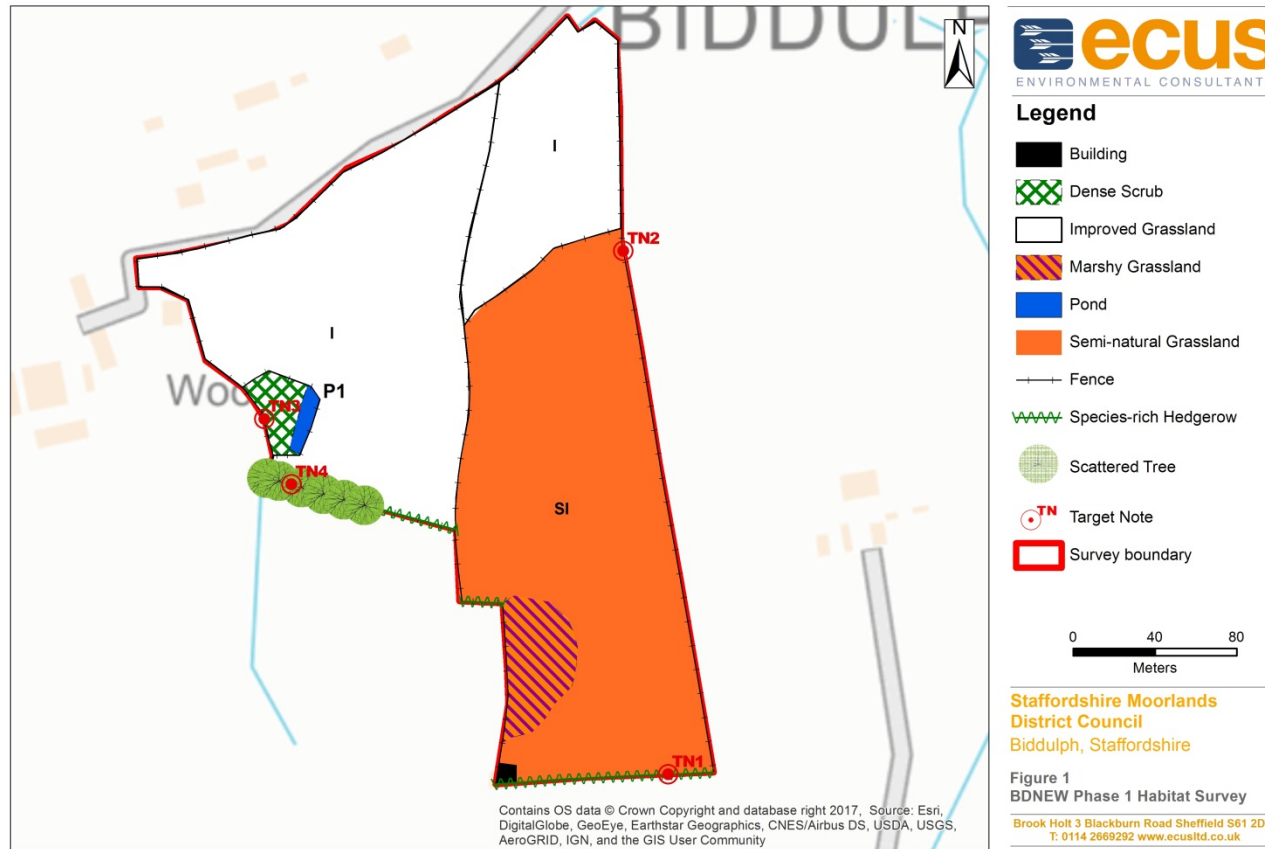 BIDDULP
N
I
TN2
I
Woo
P1
TN3
TN4
SI
TN1
Contains OS data © Crown Copyright and database right 2017, Source: Esri,
DigitalGlobe, GeoEye, Earthstar Geographics, CNES/Airbus DS, USDA, USGS,
AeroGRID, IGN, and the GIS User Community
ecus
ENVIRONMENTAL CONSULTANT
Legend
Building
Dense Scrub
Improved Grassland
Marshy Grassland
Pond
Semi-natural Grassland
Fence
Species-rich Hedgerow
Scattered Tree
TN Target Note
Survey boundary
0 40 80
Meters
Staffordshire Moorlands
District Council
Biddulph, Staffordshire
Figure 1
BDNEW Phase 1 Habitat Survey
Brook Holt 3 Blackburn Road Sheffield S61 2D
T: 0114 2669292 www.ecusltd.co.uk